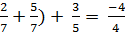 2/7 + 5/7) + 3/5 = -4/4